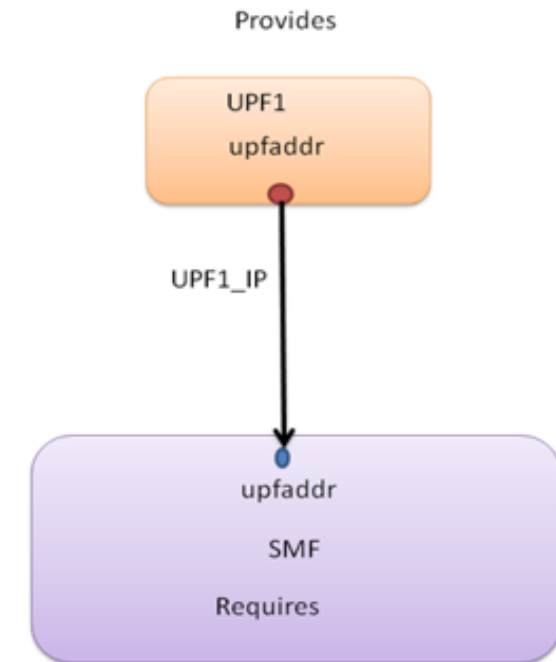 Provides
UPF1
upfaddr
UPF1_IP
upfaddr
SMF
Requires